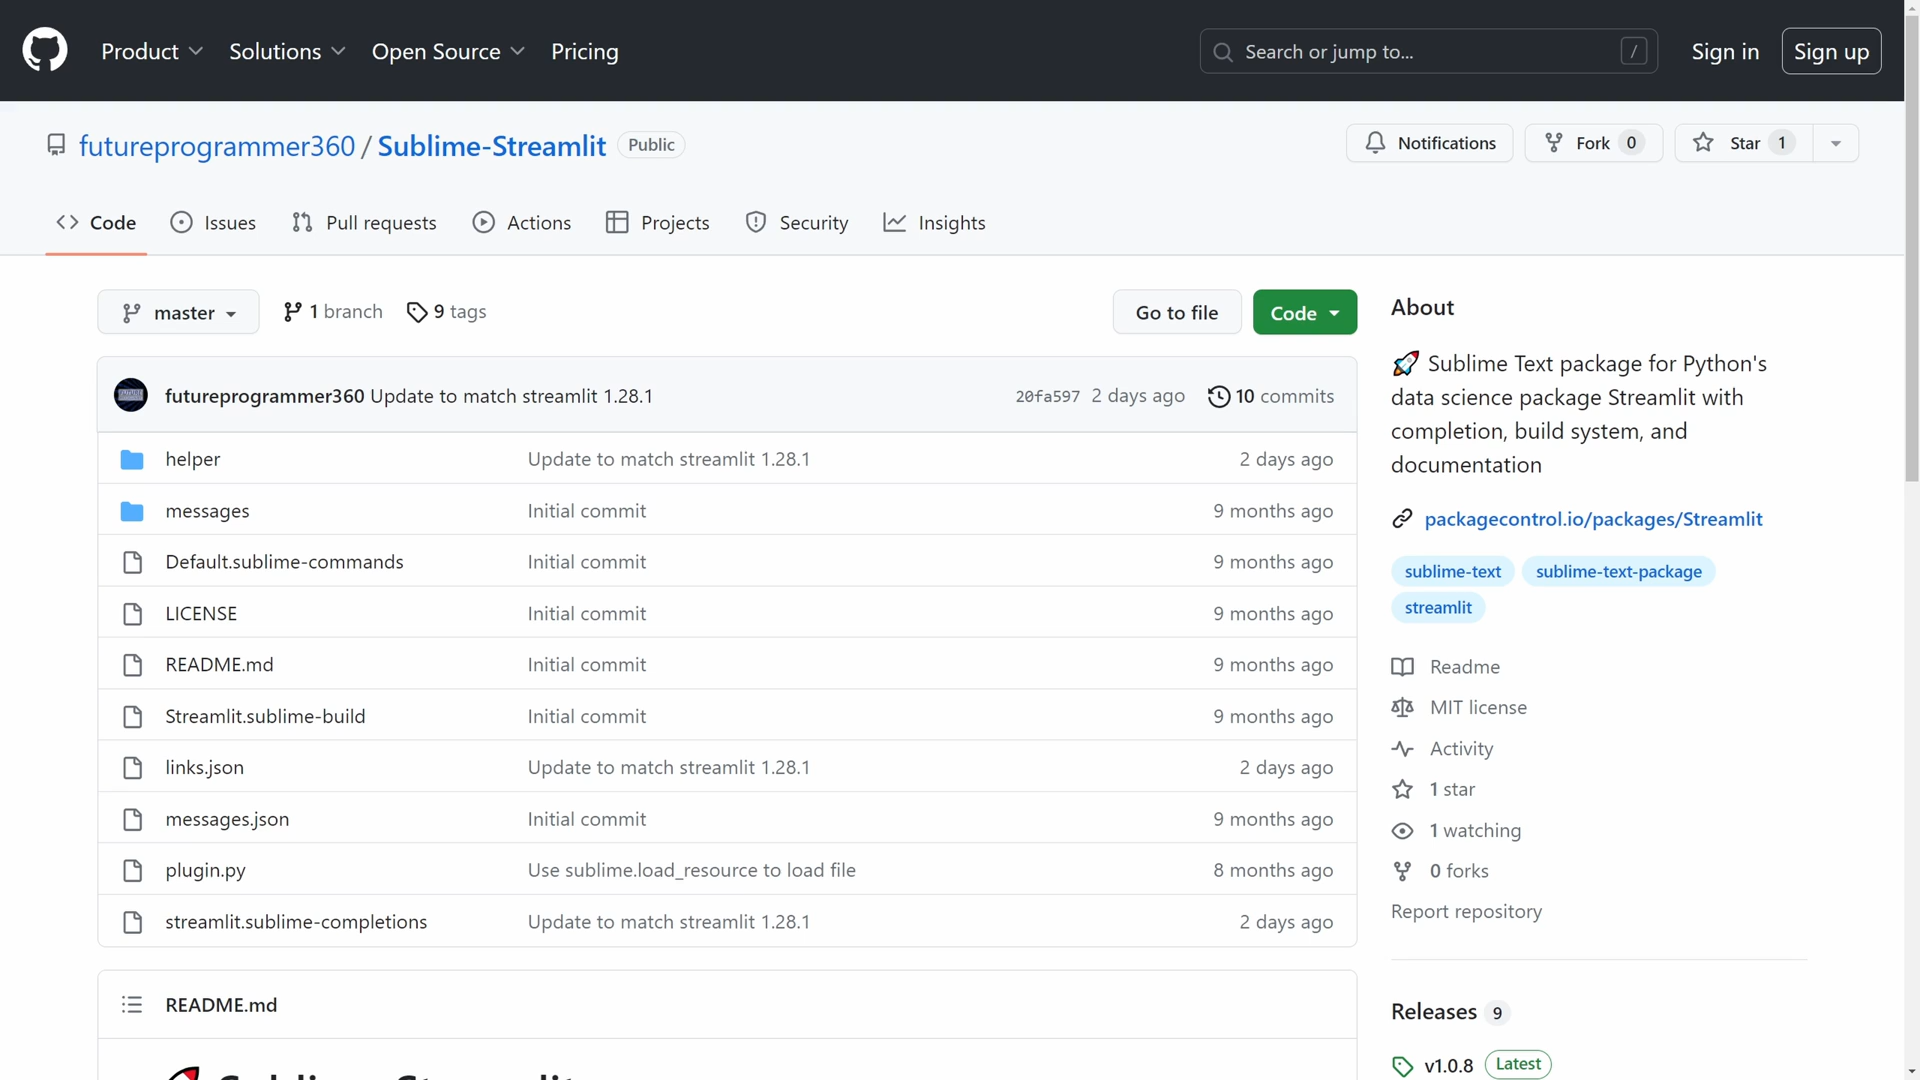 Product Solutions Open Source Pricing Search or jump to... / Sign in Sign up
futureprogrammer360 / Sublime-Streamlit Public Notifications Fork 0 Star 1
Code Issues Pull requests Actions Projects Security Insights
master 1 branch 9 tags Go to file Code
futureprogrammer360 Update to match streamlit 1.28.1 20fa597 2 days ago 10 commits
helper Update to match streamlit 1.28.1 2 days ago
messages Initial commit 9 months ago
Default.sublime-commands Initial commit 9 months ago
LICENSE Initial commit 9 months ago
README.md Initial commit 9 months ago
Streamlit.sublime-build Initial commit 9 months ago
links.json Update to match streamlit 1.28.1 2 days ago
messages.json Initial commit 9 months ago
plugin.py Use sublime.load_resource to load file 8 months ago
streamlit.sublime-completions Update to match streamlit 1.28.1 2 days ago
README.md
Sublime-Streamlit
About
🚀 Sublime Text package for Python's
data science package Streamlit with
completion, build system, and
documentation
packagecontrol.io/packages/Streamlit
sublime-text sublime-text-package
streamlit
Readme
MIT license
Activity
1 star
1 watching
0 forks
Report repository
Releases 9
v1.0.8 Latest